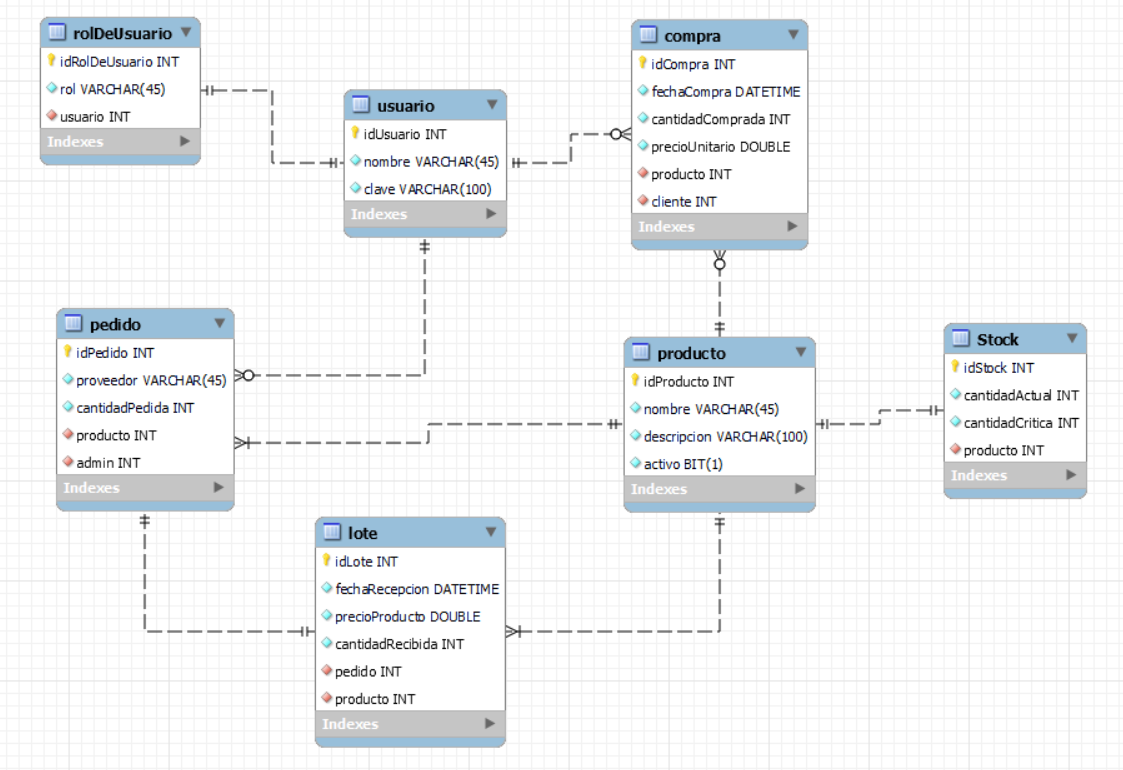 rolDeUsuario
idRolDeUsuario INT
rol VARCHAR(45)
usuario INT
Indexes
usuario
idUsuario INT
nombre VARCHAR(45)
clave VARCHAR(100)
Indexes
compra
idCompra INT
fechaCompra DATETIME
cantidadComprada INT
precioUnitario DOUBLE
producto INT
cliente INT
Indexes
pedido
idPedido INT
proveedor VARCHAR(45)
cantidadPedida INT
producto INT
admin INT
Indexes
producto
idProducto INT
nombre VARCHAR(45)
descripcion VARCHAR(100)
activo BIT(1)
Indexes
Stock
idStock INT
cantidadActual INT
cantidadCritica INT
producto INT
Indexes
lote
idLote INT
fechaRecepcion DATETIME
precioProducto DOUBLE
cantidadRecibida INT
pedido INT
producto INT
Indexes